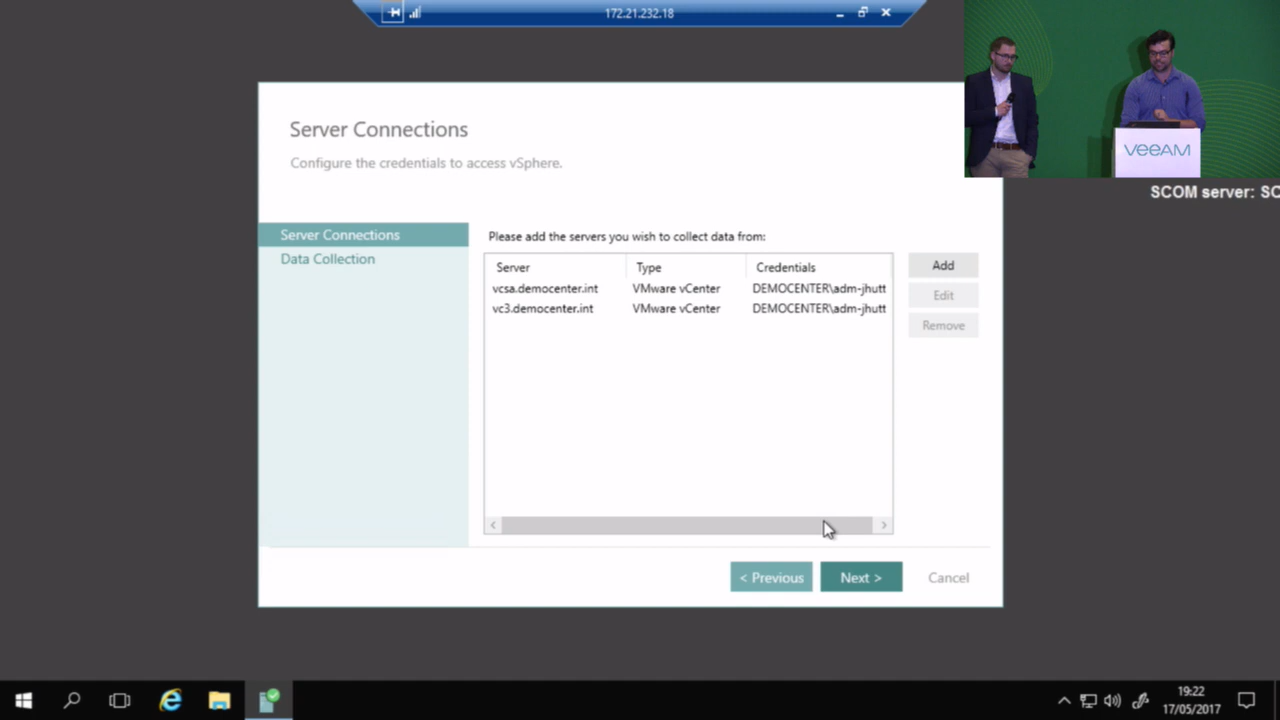 172.21.232.18
Server Connections
Configure the credentials to access vSphere.
veeAM
SCOM server: SC
Server Connections
Data Collection
Please add the servers you wish to collect data from:
Server Type Credentials
vcsa.democenter.int VMware vCenter DEMOCENTER\adm-jhutt
vc3.democenter.int VMware vCenter DEMOCENTER\adm-jhutt
Add
Edit
Remove
< Previous
Next >
Cancel
19:22
17/05/2017